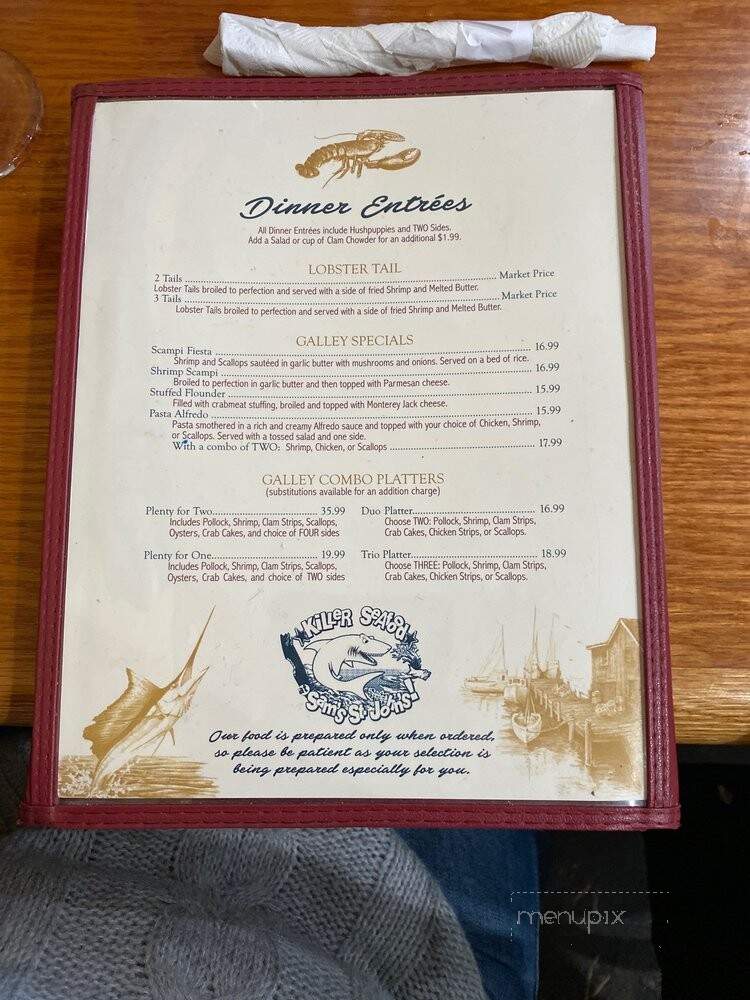 Dinner Entrées
All Dinner Entrées include Hushpuppies and TWO Sides.
Add a Salad or cup of Clam Chowder for an additional $1.99.
LOBSTER TAIL
2 Tails ........ Market Price
Lobster Tails broiled to perfection and served with a side of fried Shrimp and Melted Butter.
3 Tails ........ Market Price
Lobster Tails broiled to perfection and served with a side of fried Shrimp and Melted Butter.
GALLEY SPECIALS
Scampi Fiesta ........ 16.99
Shrimp and Scallops sautéed in garlic butter with mushrooms and onions. Served on a bed of rice.
Shrimp Scampi ........ 16.99
Broiled to perfection in garlic butter and then topped with Parmesan cheese.
Stuffed Flounder ........ 15.99
Filled with crabmeat stuffing, broiled and topped with Monterey Jack cheese.
Pasta Alfredo ........ 15.99
Pasta smothered in a rich and creamy Alfredo sauce and topped with your choice of Chicken, Shrimp,
or Scallops. Served with a tossed salad and one side.
With a combo of TWO: Shrimp, Chicken, or Scallops ........ 17.99
GALLEY COMBO PLATTERS
(substitutions available for an addition charge)
Plenty for Two........ 35.99
Includes Pollock, Shrimp, Clam Strips, Scallops,
Oysters, Crab Cakes, and choice of FOUR sides
Plenty for One........ 19.99
Includes Pollock, Shrimp, Clam Strips, Scallops,
Oysters, Crab Cakes, and choice of TWO sides
Duo Platter........ 16.99
Choose TWO: Pollock, Shrimp, Clam Strips,
Crab Cakes, Chicken Strips, or Scallops.
Trio Platter........ 18.99
Choose THREE: Pollock, Shrimp, Clam Strips,
Crab Cakes, Chicken Strips, or Scallops.
KiLLeR SeAfood
Sam's St. Johns!
Our food is prepared only when ordered,
so please be patient as your selection is
being prepared especially for you.
menupix